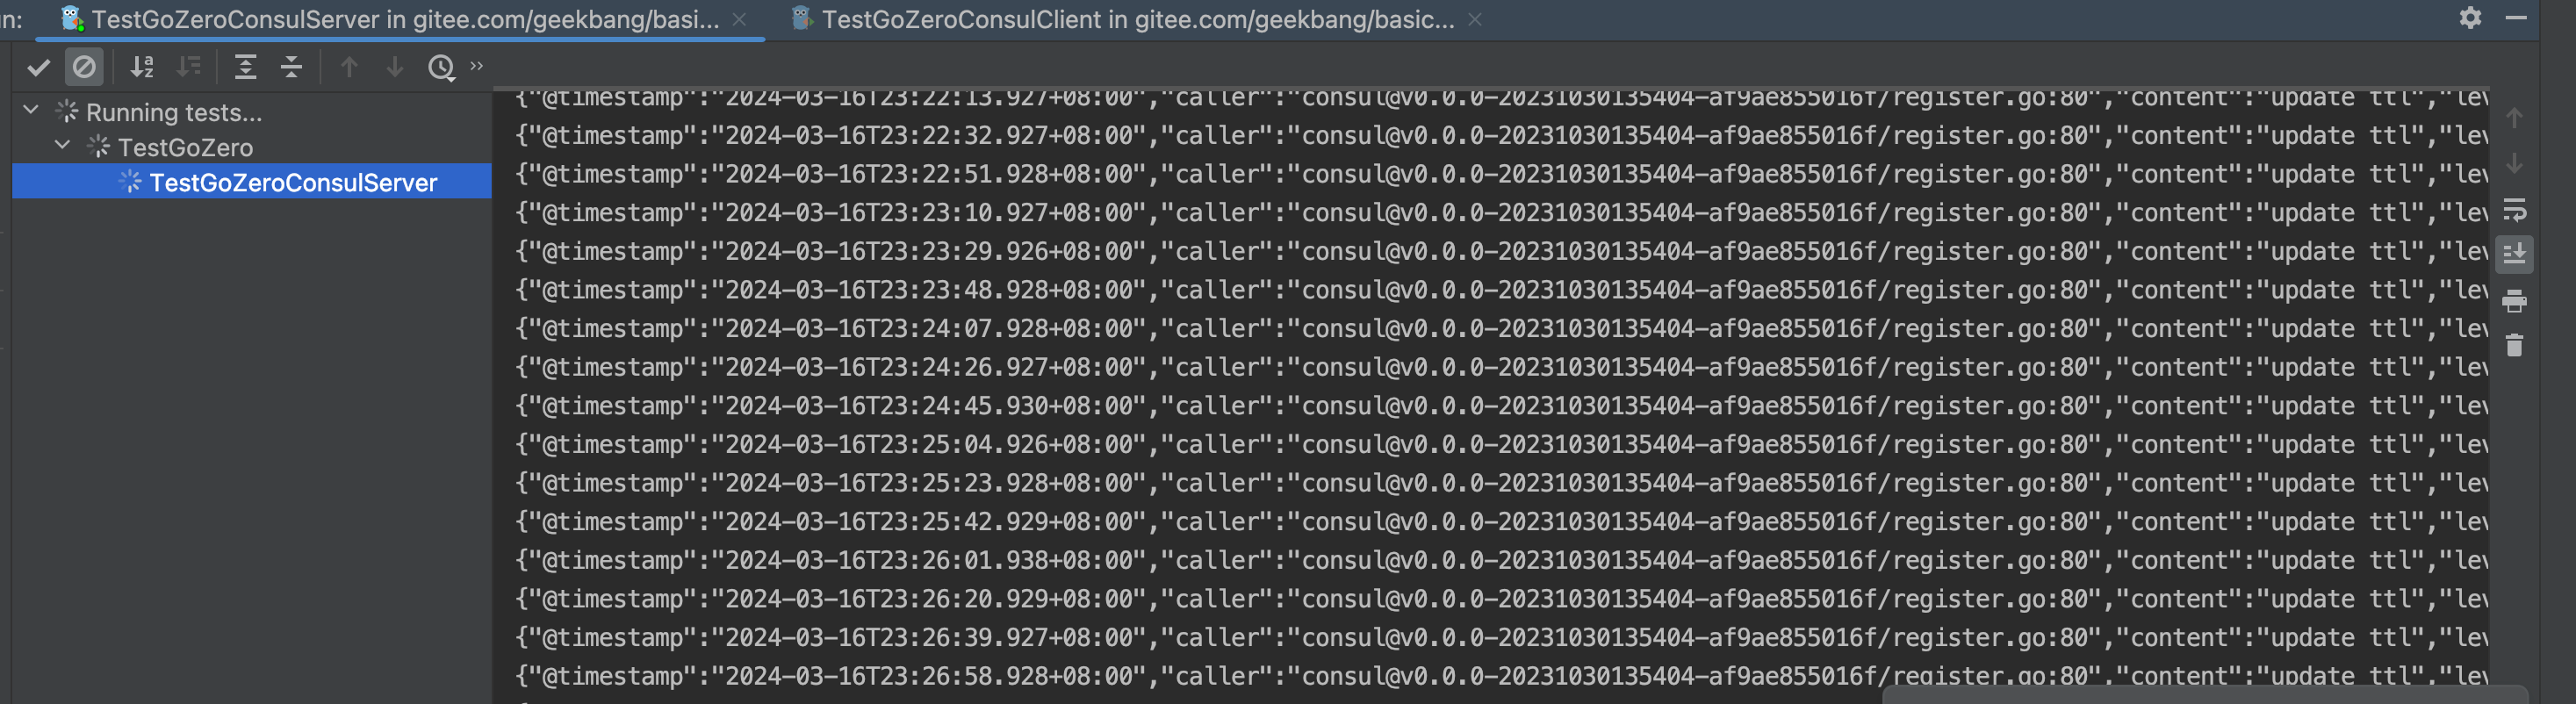 n: TestGoZeroConsulServer in gitee.com/geekbang/basi... TestGoZeroConsulClient in gitee.com/geekbang/basic...
Running tests...
TestGoZero
TestGoZeroConsulServer
{"@timestamp":"2024-03-16T23:22:13.927+08:00","caller":"consul@v0.0.0-20231030135404-af9ae855016f/register.go:80","content":"update ttl","lev
{"@timestamp":"2024-03-16T23:22:32.927+08:00","caller":"consul@v0.0.0-20231030135404-af9ae855016f/register.go:80","content":"update ttl","lev
{"@timestamp":"2024-03-16T23:22:51.928+08:00","caller":"consul@v0.0.0-20231030135404-af9ae855016f/register.go:80","content":"update ttl","lev
{"@timestamp":"2024-03-16T23:23:10.927+08:00","caller":"consul@v0.0.0-20231030135404-af9ae855016f/register.go:80","content":"update ttl","lev
{"@timestamp":"2024-03-16T23:23:29.926+08:00","caller":"consul@v0.0.0-20231030135404-af9ae855016f/register.go:80","content":"update ttl","lev
{"@timestamp":"2024-03-16T23:23:48.928+08:00","caller":"consul@v0.0.0-20231030135404-af9ae855016f/register.go:80","content":"update ttl","lev
{"@timestamp":"2024-03-16T23:24:07.928+08:00","caller":"consul@v0.0.0-20231030135404-af9ae855016f/register.go:80","content":"update ttl","lev
{"@timestamp":"2024-03-16T23:24:26.927+08:00","caller":"consul@v0.0.0-20231030135404-af9ae855016f/register.go:80","content":"update ttl","lev
{"@timestamp":"2024-03-16T23:24:45.930+08:00","caller":"consul@v0.0.0-20231030135404-af9ae855016f/register.go:80","content":"update ttl","lev
{"@timestamp":"2024-03-16T23:25:04.926+08:00","caller":"consul@v0.0.0-20231030135404-af9ae855016f/register.go:80","content":"update ttl","lev
{"@timestamp":"2024-03-16T23:25:23.928+08:00","caller":"consul@v0.0.0-20231030135404-af9ae855016f/register.go:80","content":"update ttl","lev
{"@timestamp":"2024-03-16T23:25:42.929+08:00","caller":"consul@v0.0.0-20231030135404-af9ae855016f/register.go:80","content":"update ttl","lev
{"@timestamp":"2024-03-16T23:26:01.938+08:00","caller":"consul@v0.0.0-20231030135404-af9ae855016f/register.go:80","content":"update ttl","lev
{"@timestamp":"2024-03-16T23:26:20.929+08:00","caller":"consul@v0.0.0-20231030135404-af9ae855016f/register.go:80","content":"update ttl","lev
{"@timestamp":"2024-03-16T23:26:39.927+08:00","caller":"consul@v0.0.0-20231030135404-af9ae855016f/register.go:80","content":"update ttl","lev
{"@timestamp":"2024-03-16T23:26:58.928+08:00","caller":"consul@v0.0.0-20231030135404-af9ae855016f/register.go:80","content":"update ttl","lev